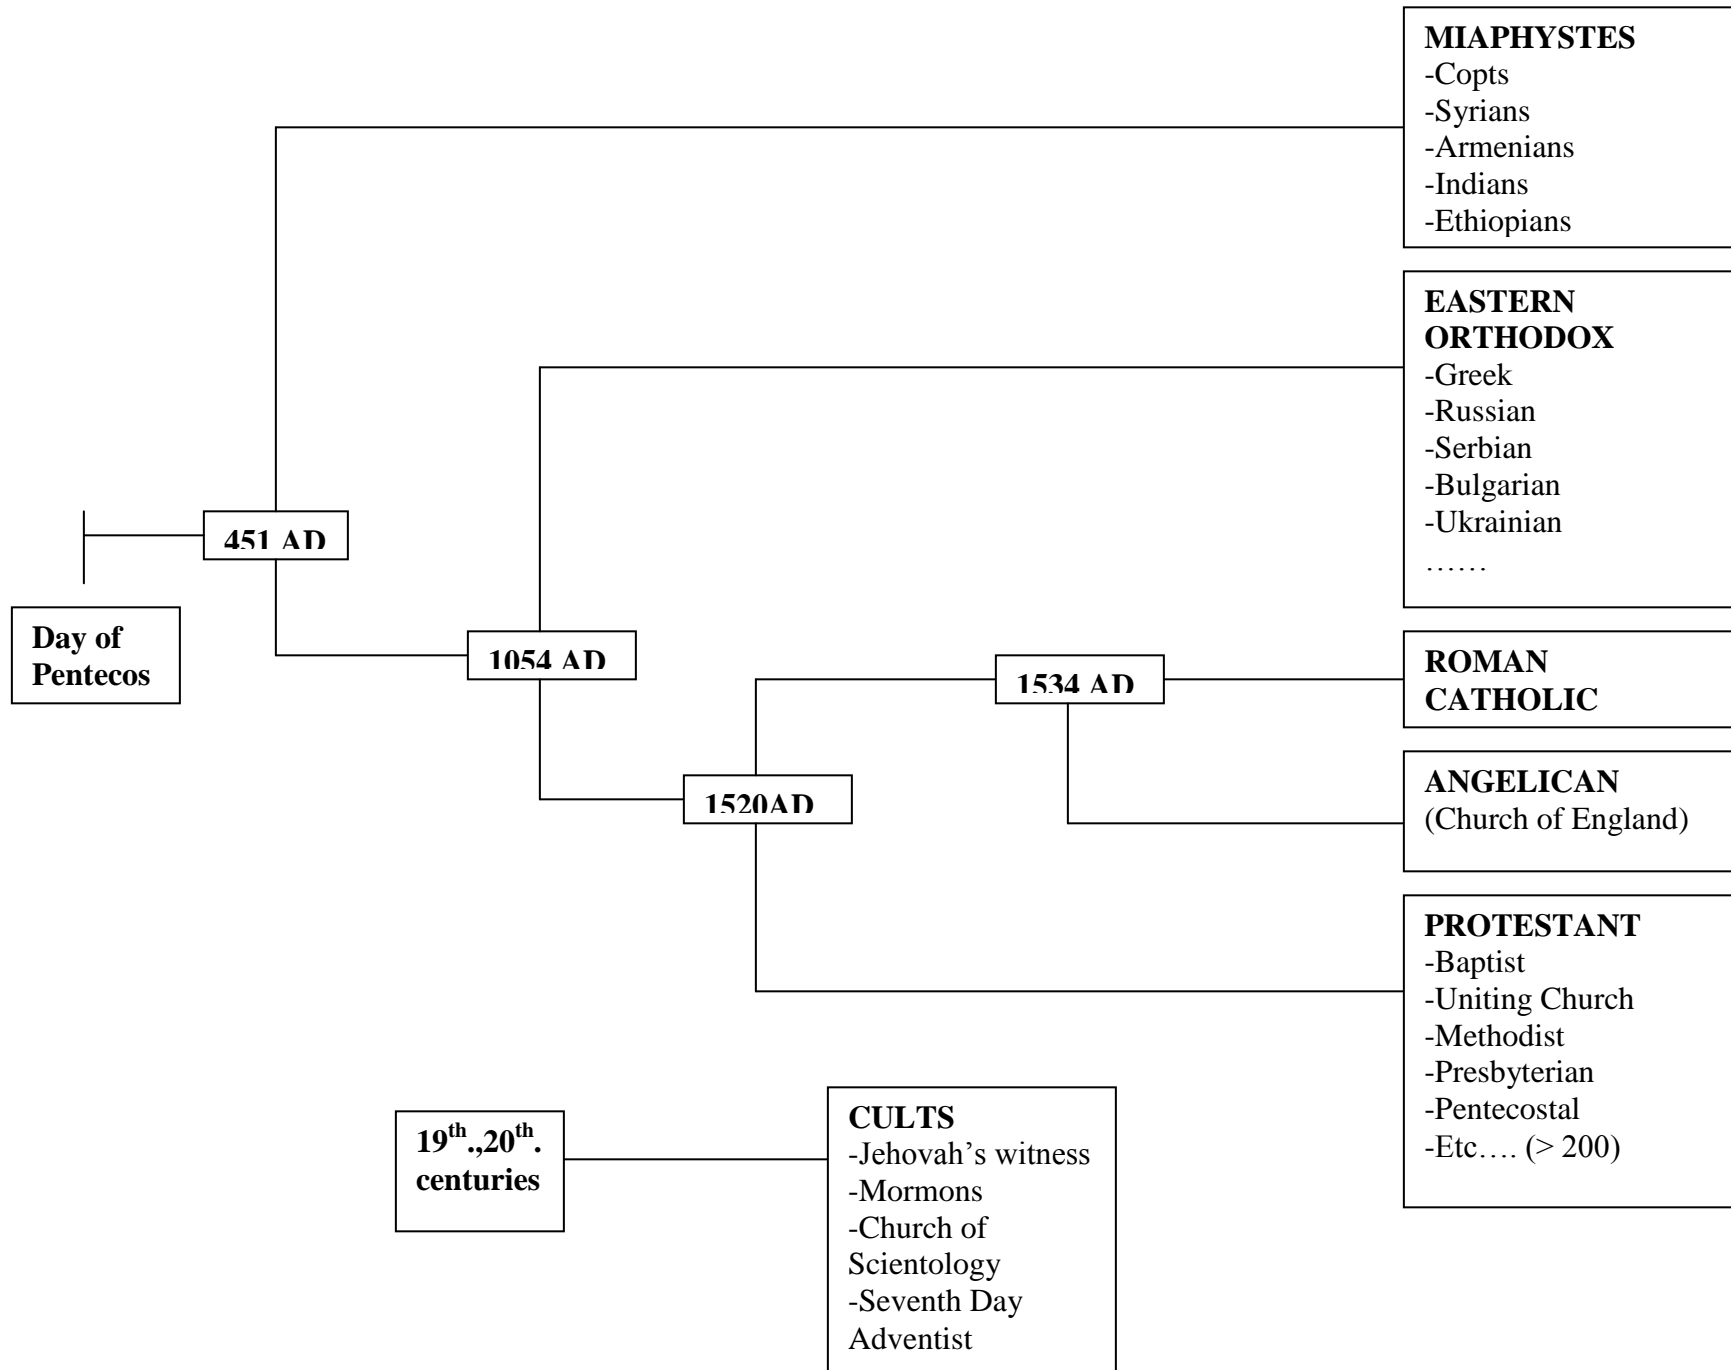 MIAPHYSTES
-Copts
-Syrians
-Armenians
-Indians
-Ethiopians
EASTERN
ORTHODOX
-Greek
-Russian
-Serbian
-Bulgarian
-Ukrainian
……
451 AD
Day of
Pentecos
1054 AD
1534 AD
ROMAN
CATHOLIC
1520AD
ANGELICAN
(Church of England)
PROTESTANT
-Baptist
-Uniting Church
-Methodist
-Presbyterian
-Pentecostal
-Etc…. (> 200)
19th.,20th.
centuries
CULTS
-Jehovah’s witness
-Mormons
-Church of
Scientology
-Seventh Day
Adventist